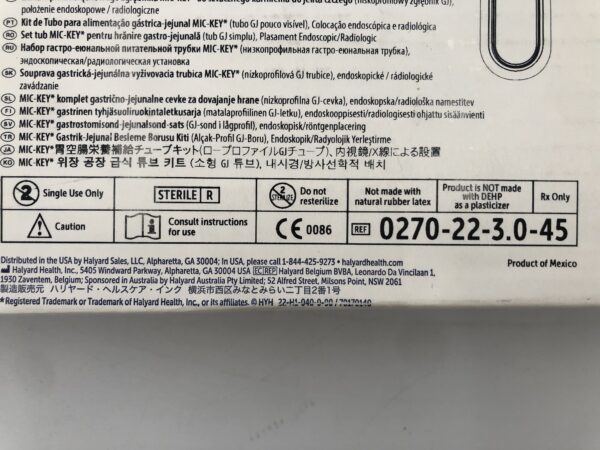 położenie endoskopowe / radiologiczne
PT Kit de Tubo para alimentação gástrica-jejunal MIC-KEY* (tubo GJ pouco visível), Colocação endoscópica e radiológica
RO Set tub MIC-KEY* pentru hrănire gastro-jejunală (tub GJ simplu), Plasament Endoscopic/Radiologic
RU Набор гастро-еюнальной питательной трубки MIC-KEY* (низкопрофильная гастро-еюнальная трубка),
эндоскопическая/радиологическая установка
SK Souprava gastrická-jejunálna vyživovacia trubica MIC-KEY* (nízkoprofilová GJ trubice), endoskopické / radiologické
zavádzanie
SL MIC-KEY* komplet gastrično-jejunalne cevke za dovajanje hrane (nizkoprofilna GJ-cevka), endoskopska/radiološka namestitev
FI MIC-KEY* gastrinen tyhjäsuoliruokintaletkusarja (matalaprofiilinen GJ-letku), endoskooppisesti/radiologisesti ohjattu sisäänvienti
SV MIC-KEY* gastrostomisond-jejunalsond-sats (GJ-sond i lågprofil), endoskopisk/röntgenplacering
TR MIC-KEY* Gastrik-Jejunal Besleme Borusu Kiti (Alçak-Profil GJ-Boru), Endoskopik/Radyolojik Yerleştirme
JA MIC-KEY*胃空腸栄養補給チューブキット(ロープロファイルGJチューブ)、内視鏡/X線による設置
KO MIC-KEY* 위장 공장 급식 튜브 키트 (소형 GJ 튜브), 내시경/방사선학적 배치
2 Single Use Only
STERILE R
2 STERILIZE Do not resterilize
Not made with natural rubber latex
Product is NOT made with DEHP as a plasticizer
Rx Only
Caution
Consult instructions for use
CE 0086
REF 0270-22-3.0-45
Distributed in the USA by Halyard Sales, LLC, Alpharetta, GA 30004; In USA, please call 1-844-425-9273 • halyardhealth.com
Product of Mexico
Halyard Health, Inc., 5405 Windward Parkway, Alpharetta, GA 30004 USA EC REP Halyard Belgium BVBA, Leonardo Da Vincilaan 1,
1930 Zaventem, Belgium; Sponsored in Australia by Halyard Australia Pty Limited; 52 Alfred Street, Milsons Point, NSW 2061
製造販売元 ハリヤード・ヘルスケア・インク 横浜市西区みなとみらい二丁目2番1号
*Registered Trademark or Trademark of Halyard Health, Inc., or its affiliates. © HYH